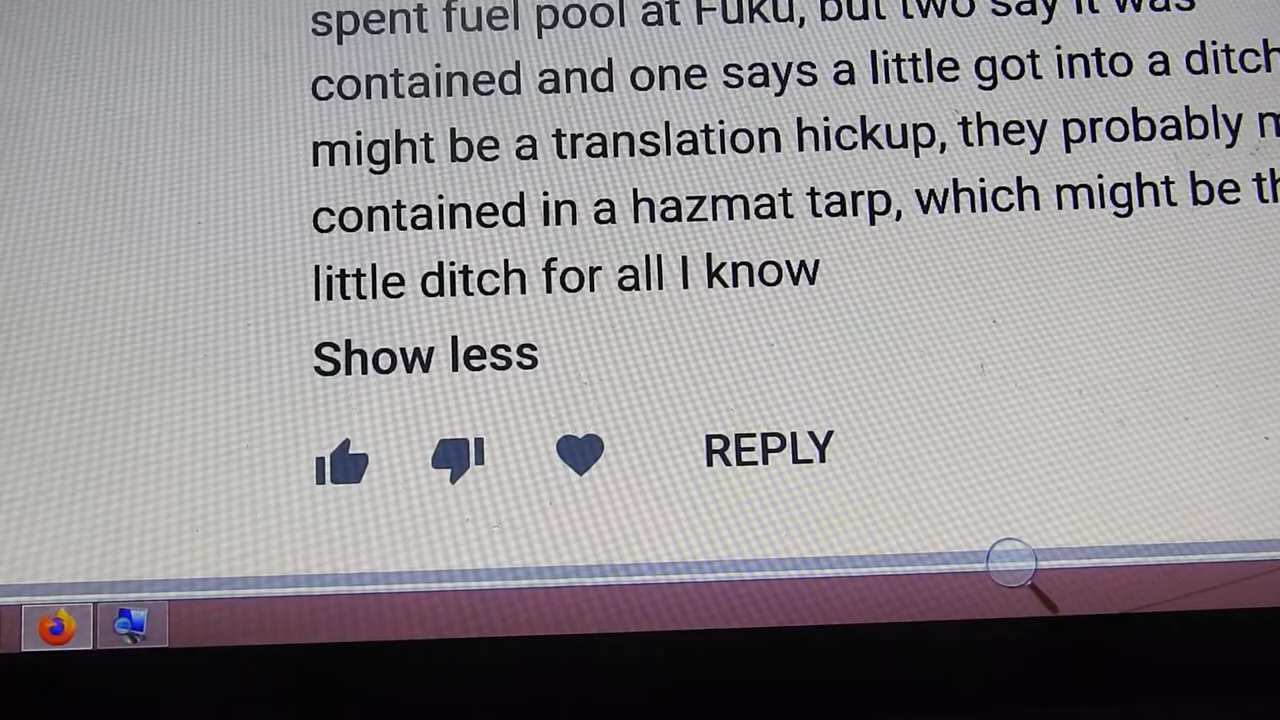 spent fuel pool at Fuku, but two say it was
contained and one says a little got into a ditch
might be a translation hickup, they probably
contained in a hazmat tarp, which might be
little ditch for all I know
Show less
REPLY